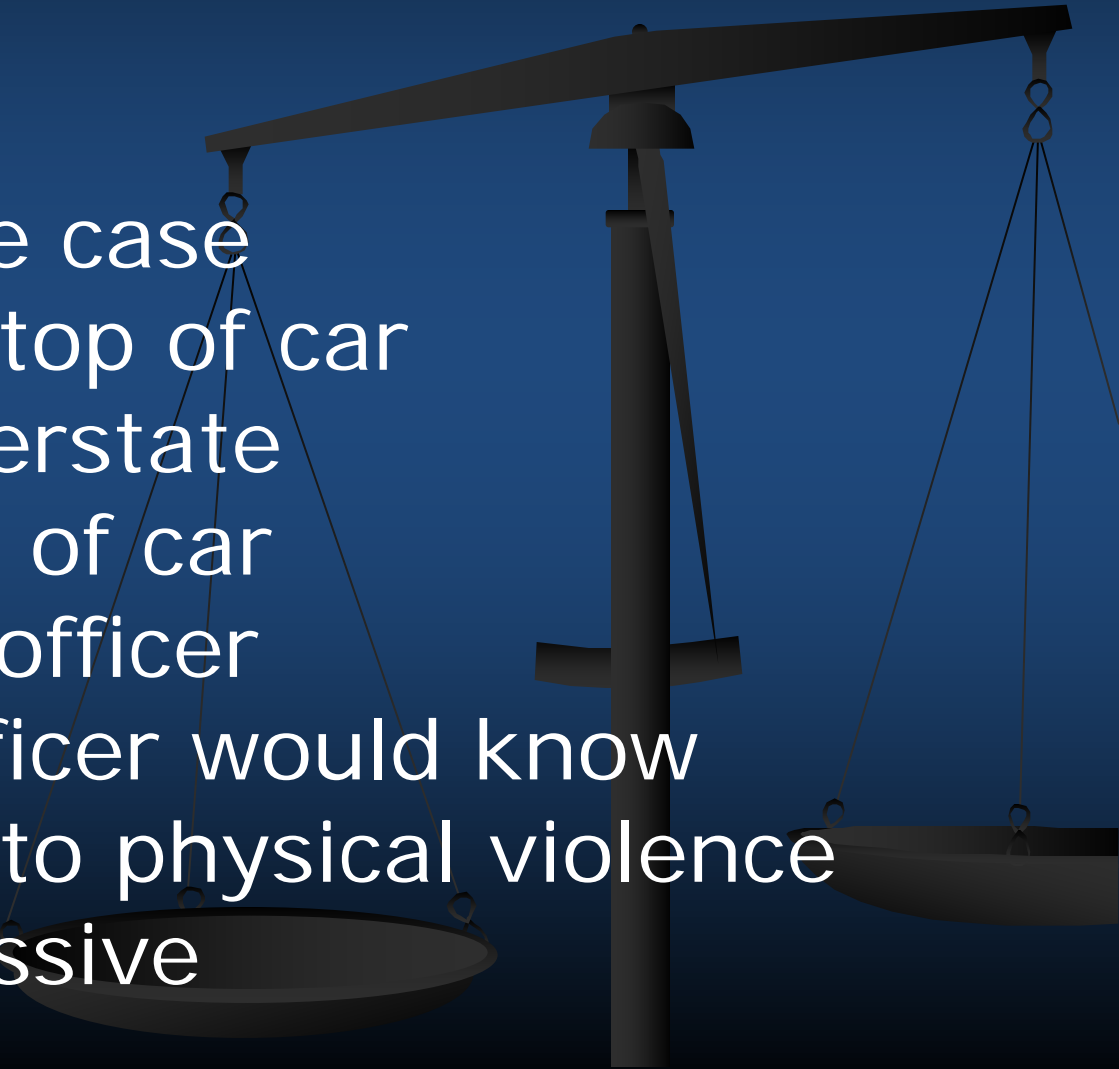 e case
top of car
erstate
of car
officer
ficer would know
to physical violence
ssive